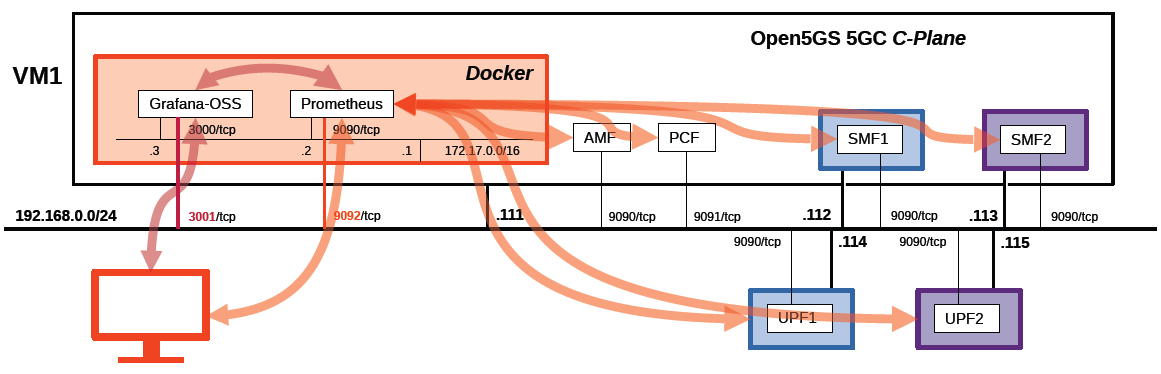 Open5GS 5GC C-Plane
VM1
Docker
Grafana-OSS
Prometheus
3000/tcp
9090/tcp
AMF
PCF
SMF1
SMF2
.3
.2
.1
172.17.0.0/16
192.168.0.0/24
3001/tcp
9092/tcp
.111
9090/tcp
9091/tcp
.112
9090/tcp
.113
9090/tcp
9090/tcp
.114
9090/tcp
.115
UPF1
UPF2